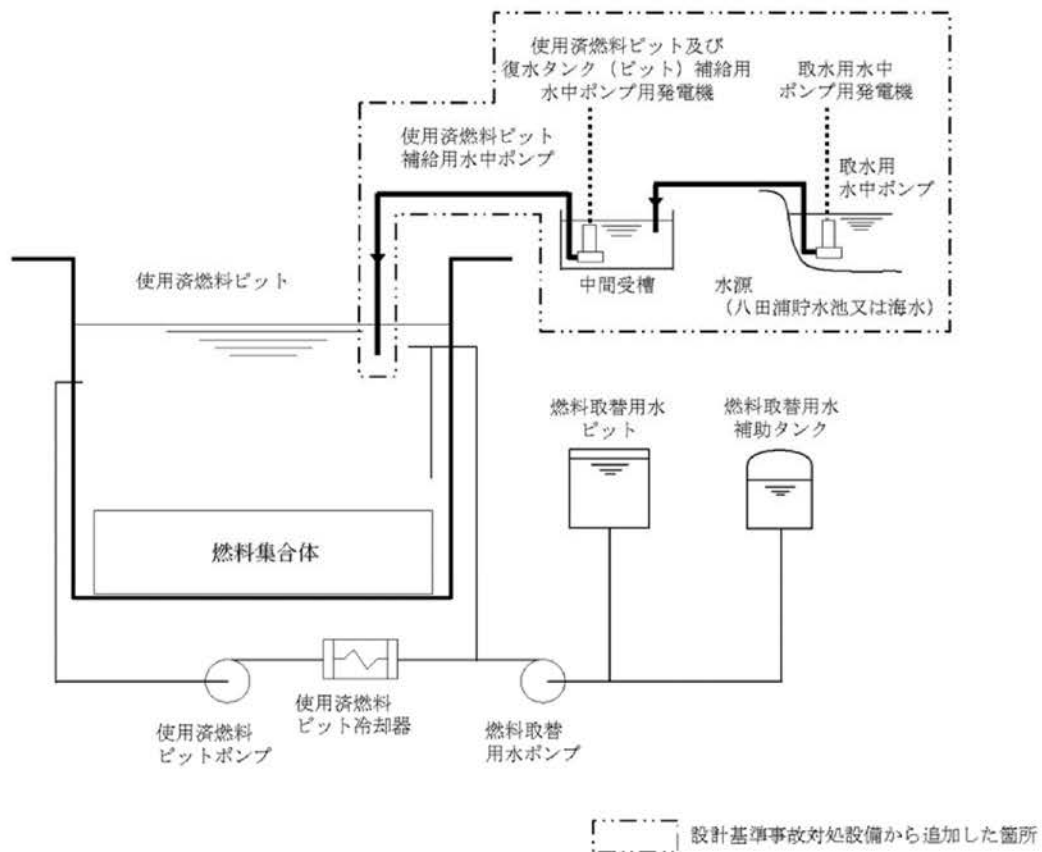 使用済燃料ピット及び
復水タンク（ピット）補給用
水中ポンプ用発電機
取水用水中
ポンプ用発電機
使用済燃料ピット
補給用水中ポンプ
取水用
水中ポンプ
使用済燃料ピット
中間受槽
水源
（八田浦貯水池又は海水）
燃料取替用水
ピット
燃料取替用水
補助タンク
燃料集合体
使用済燃料
ピットポンプ
使用済燃料
ピット冷却器
燃料取替
用水ポンプ
設計基準事故対処設備から追加した箇所